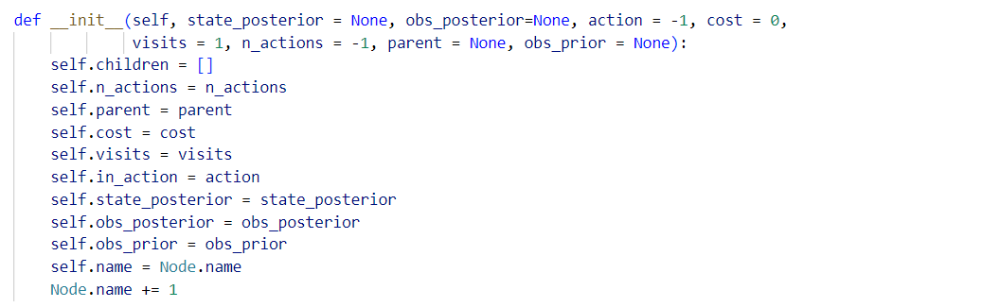 def __init__(self, state_posterior = None, obs_posterior=None, action = -1, cost = 0,
visits = 1, n_actions = -1, parent = None, obs_prior = None):
self.children = []
self.n_actions = n_actions
self.parent = parent
self.cost = cost
self.visits = visits
self.in_action = action
self.state_posterior = state_posterior
self.obs_posterior = obs_posterior
self.obs_prior = obs_prior
self.name = Node.name
Node.name += 1